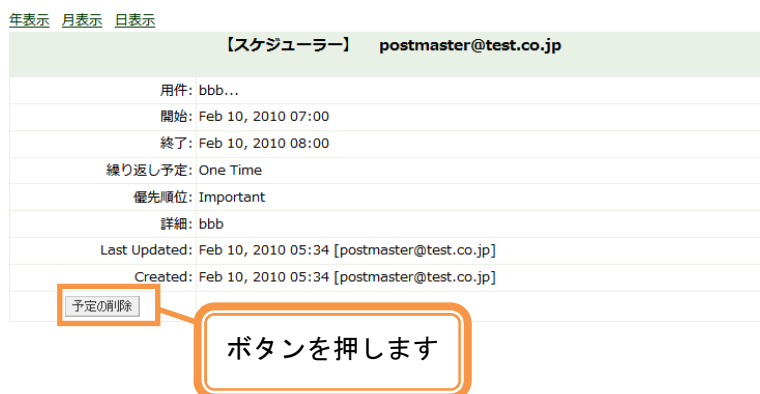 年表示 月表示 日表示
【スケジューラー】 postmaster@test.co.jp
用件: bbb...
開始: Feb 10, 2010 07:00
終了: Feb 10, 2010 08:00
繰り返し予定: One Time
優先順位: Important
詳細: bbb
Last Updated: Feb 10, 2010 05:34 [postmaster@test.co.jp]
Created: Feb 10, 2010 05:34 [postmaster@test.co.jp]
予定の削除
ボタンを押します